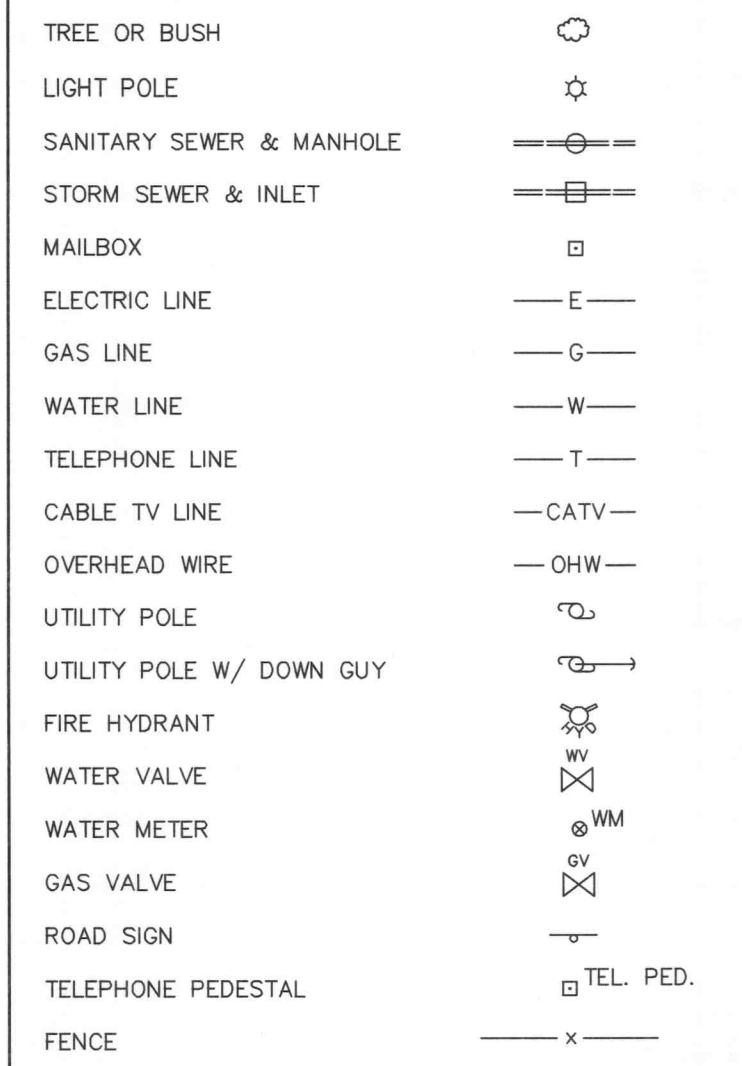 TREE OR BUSH
LIGHT POLE
SANITARY SEWER & MANHOLE
STORM SEWER & INLET
MAILBOX
ELECTRIC LINE E
GAS LINE G
WATER LINE W
TELEPHONE LINE T
CABLE TV LINE CATV
OVERHEAD WIRE OHW
UTILITY POLE
UTILITY POLE W/ DOWN GUY
FIRE HYDRANT
WV
WATER VALVE
WATER METER WM
GV
GAS VALVE
ROAD SIGN
TELEPHONE PEDESTAL TEL. PED.
FENCE x